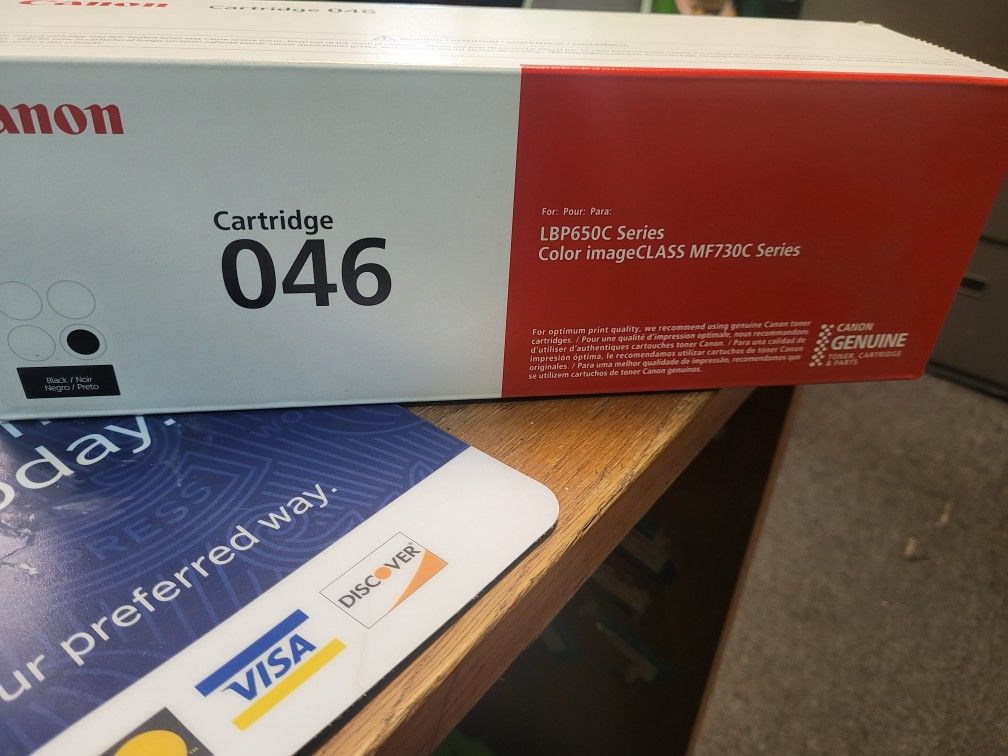 Canon
Cartridge 046
anon
Cartridge
046
For: Pour: Para:
LBP650C Series
Color imageCLASS MF730C Series
For optimum print quality, we recommend using genuine Canon toner
cartridges. / Pour une qualité d'impression optimale, nous recommandons
d'utiliser d'authentiques cartouches toner Canon. / Para una calidad de
impresión óptima, le recomendamos utilizar cartuchos de tóner Canon
originales. / Para uma melhor qualidade de impressão, recomendamos que
se utilizem cartuchos de toner Canon genuínos.
CANON
GENUINE
TONER, CARTRIDGE
& PARTS
Black / Noir
Negro / Preto
oday.
PRESS
ur preferred way.
DISCOVER
VISA